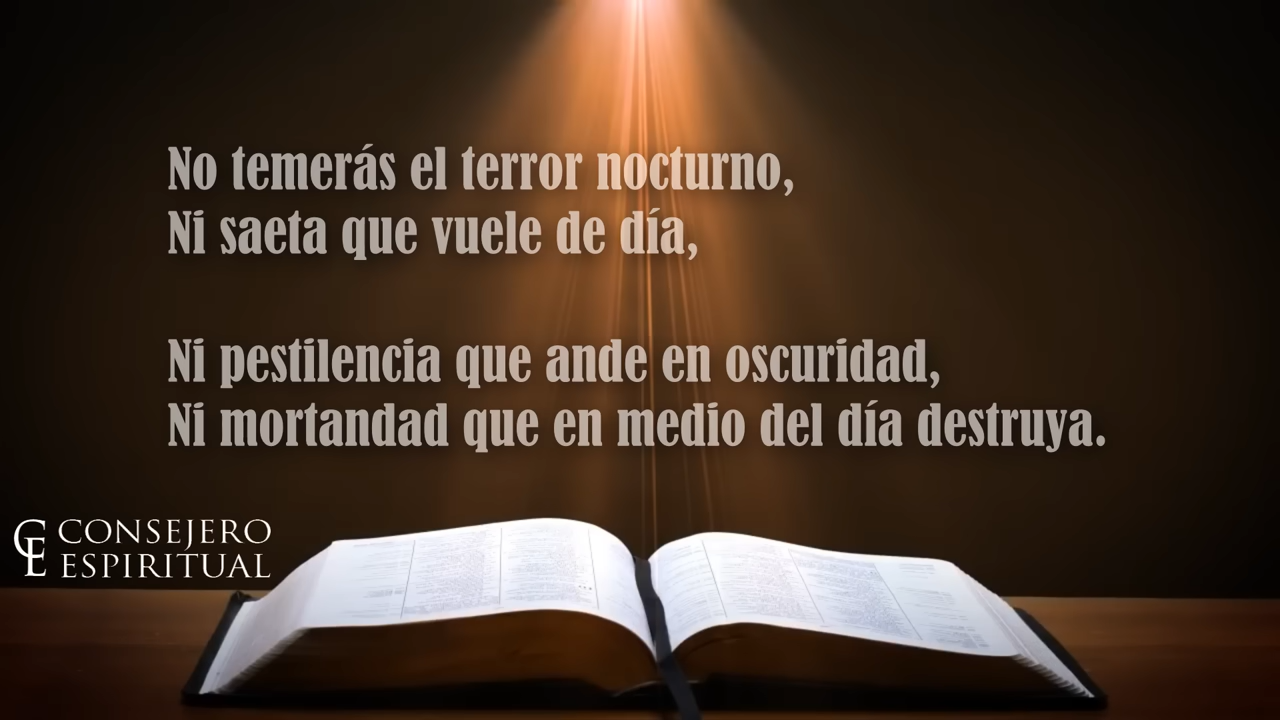 No temerás el terror nocturno,
Ni saeta que vuele de día,
Ni pestilencia que ande en oscuridad,
Ni mortandad que en medio del día destruya.
CE CONSEJERO
ESPIRITUAL